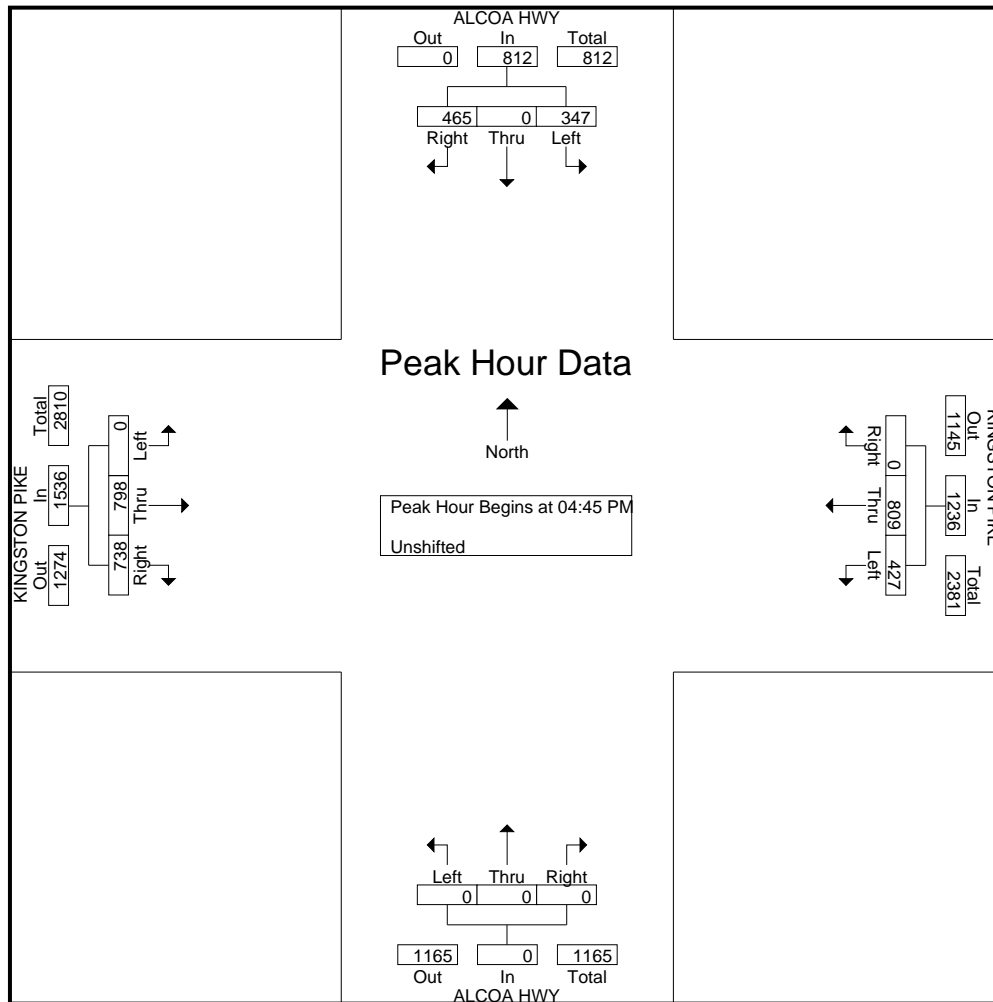 ALCOA HWY
Out In Total
0 812 812
465 0 347
Right Thru Left
Peak Hour Data
North
Peak Hour Begins at 04:45 PM
Unshifted
KINGSTON PIKE
Out In Total
1274 1536 2810
738 798 0
Right Thru Left
KINGSTON PIKE
Out In Total
1145 1236 2381
0 809 427
Right Thru Left
Left Thru Right
0 0 0
1165 0 1165
Out In Total
ALCOA HWY